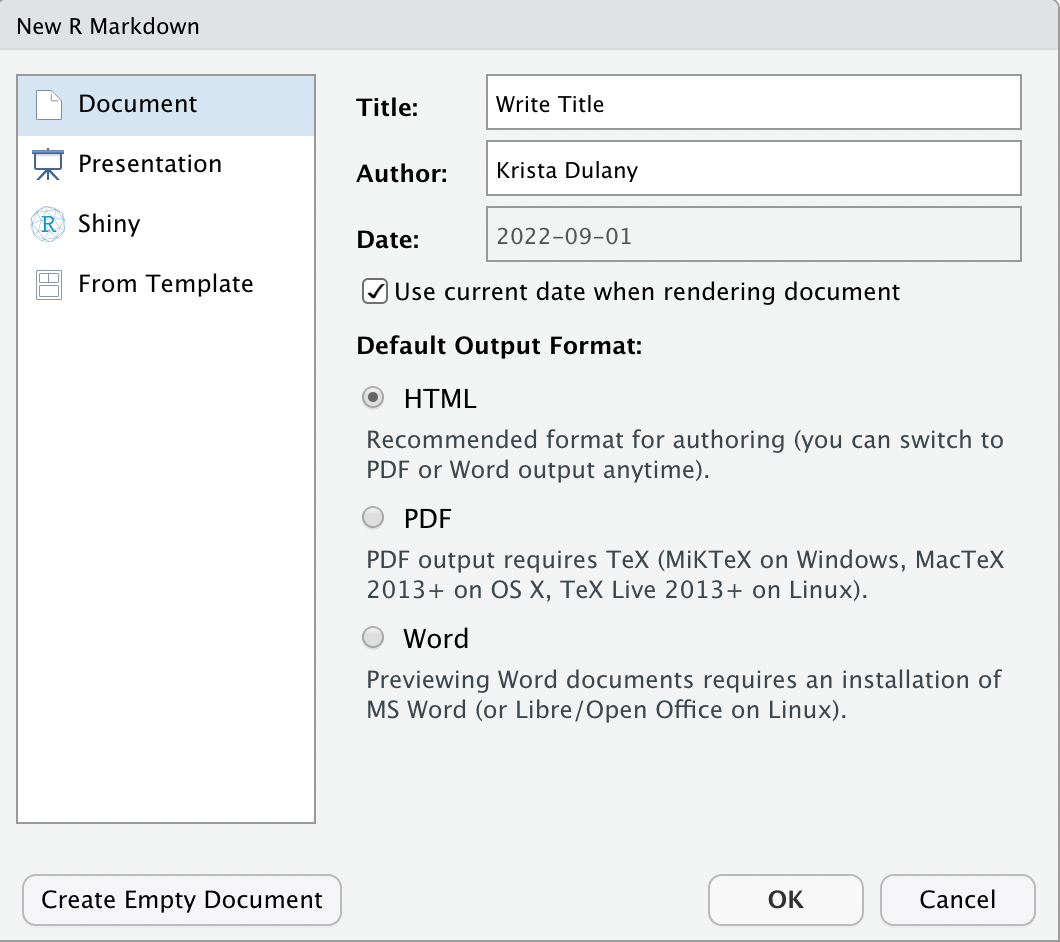 New R Markdown
Document
Presentation
Shiny
From Template
Title:
Write Title
Author:
Krista Dulany
Date:
2022-09-01
Use current date when rendering document
Default Output Format:
HTML
Recommended format for authoring (you can switch to
PDF or Word output anytime).
PDF
PDF output requires TeX (MiKTeX on Windows, MacTeX
2013+ on OS X, TeX Live 2013+ on Linux).
Word
Previewing Word documents requires an installation of
MS Word (or Libre/Open Office on Linux).
Create Empty Document
OK
Cancel